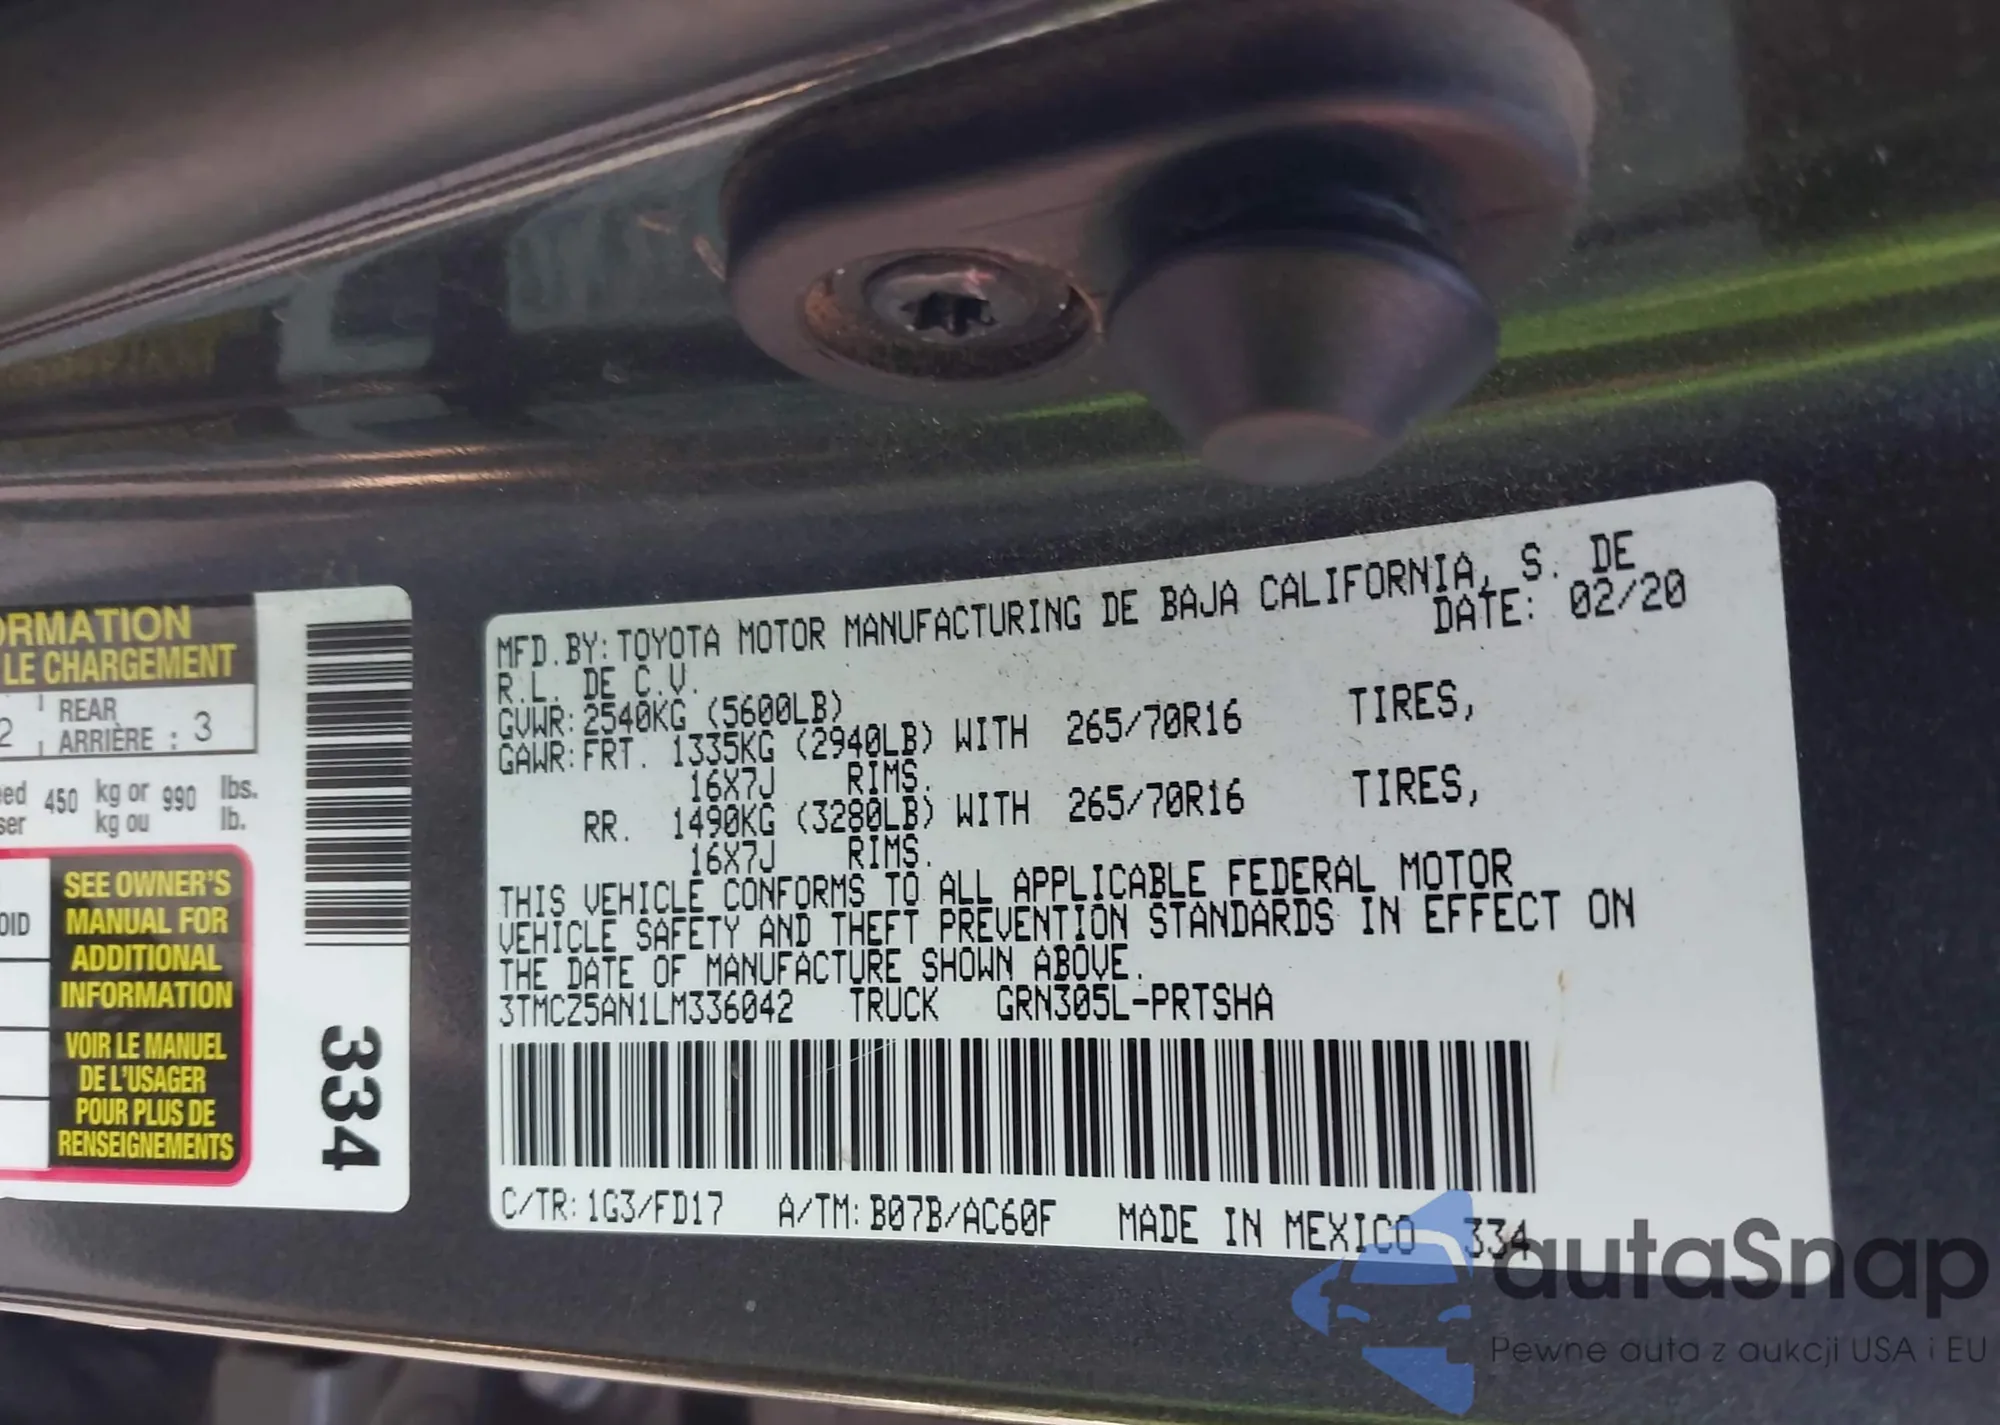 ORMATION
LE CHARGEMENT
2 REAR
ARRIÈRE : 3
450 kg or 990 lbs.
kg ou lb.
SEE OWNER'S
MANUAL FOR
ADDITIONAL
INFORMATION
VOIR LE MANUEL
DE L'USAGER
POUR PLUS DE
RENSEIGNEMENTS
334
MFD.BY: TOYOTA MOTOR MANUFACTURING DE BAJA CALIFORNIA, S. DE
R.L. DE C.V. DATE: 02/20
GVWR: 2540KG (5600LB)
GAWR: FRT. 1335KG (2940LB) WITH 265/70R16 TIRES,
16X7J RIMS.
RR. 1490KG (3280LB) WITH 265/70R16 TIRES,
16X7J RIMS.
THIS VEHICLE CONFORMS TO ALL APPLICABLE FEDERAL MOTOR
VEHICLE SAFETY AND THEFT PREVENTION STANDARDS IN EFFECT ON
THE DATE OF MANUFACTURE SHOWN ABOVE.
3TMCZ5AN1LM336042 TRUCK GRN305L-PRTSHA
C/TR: 1G3/FD17 A/TM: B07B/AC60F MADE IN MEXICO 334
autaSnap
Pewne auta z aukcji USA i EU